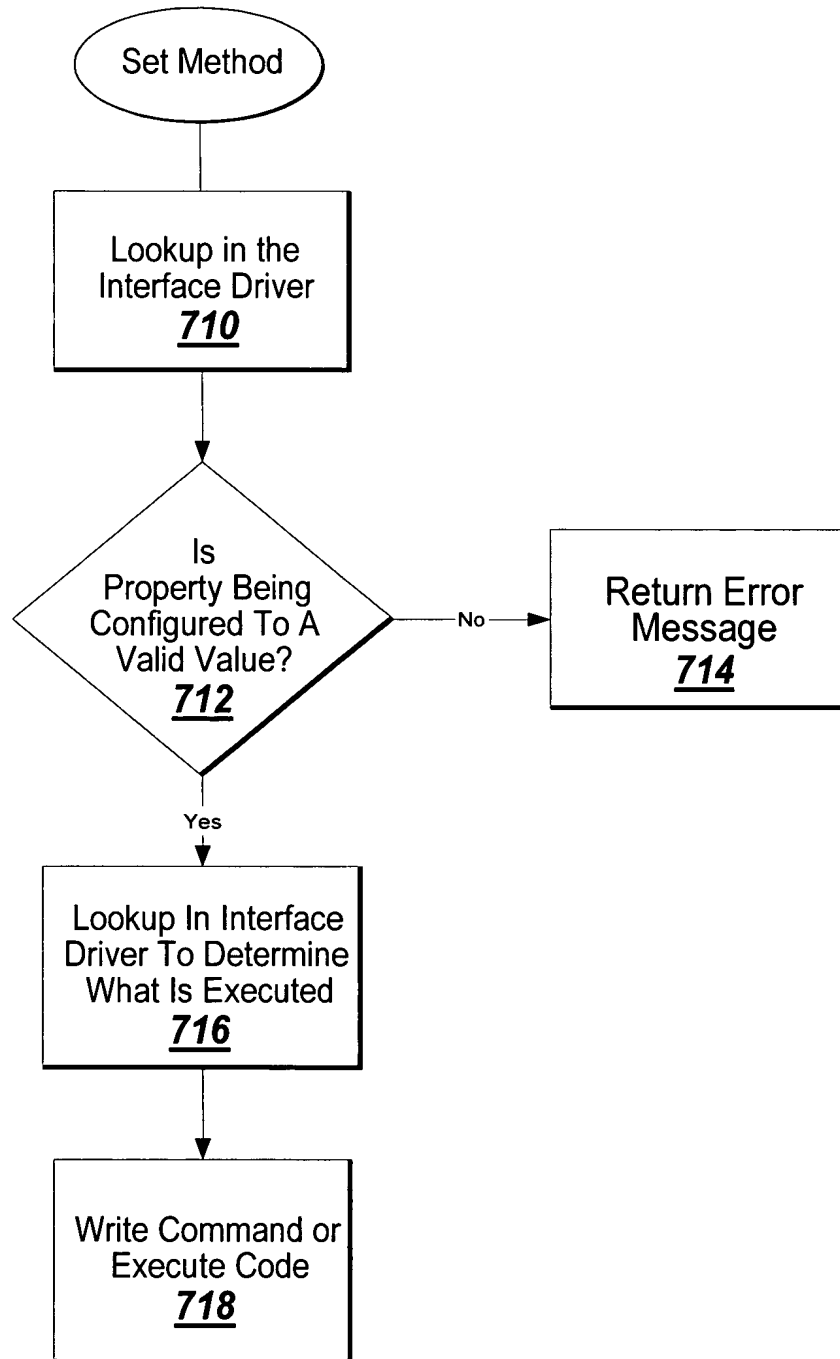 Set Method
Lookup in the
Interface Driver
710
Is
Property Being
Configured To A
Valid Value?
712
No
Return Error
Message
714
Yes
Lookup In Interface
Driver To Determine
What Is Executed
716
Write Command or
Execute Code
718